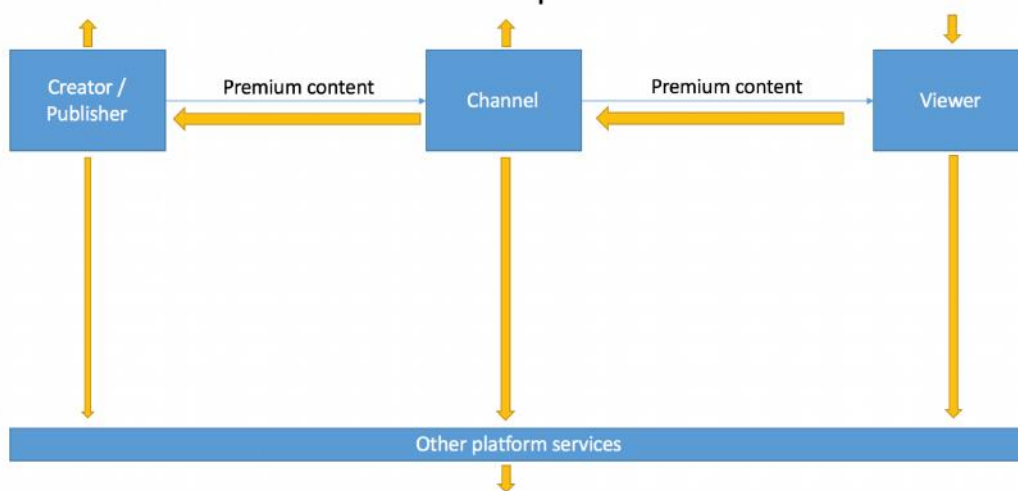 Creator /
Publisher
Premium content
Channel
Premium content
Viewer
Other platform services